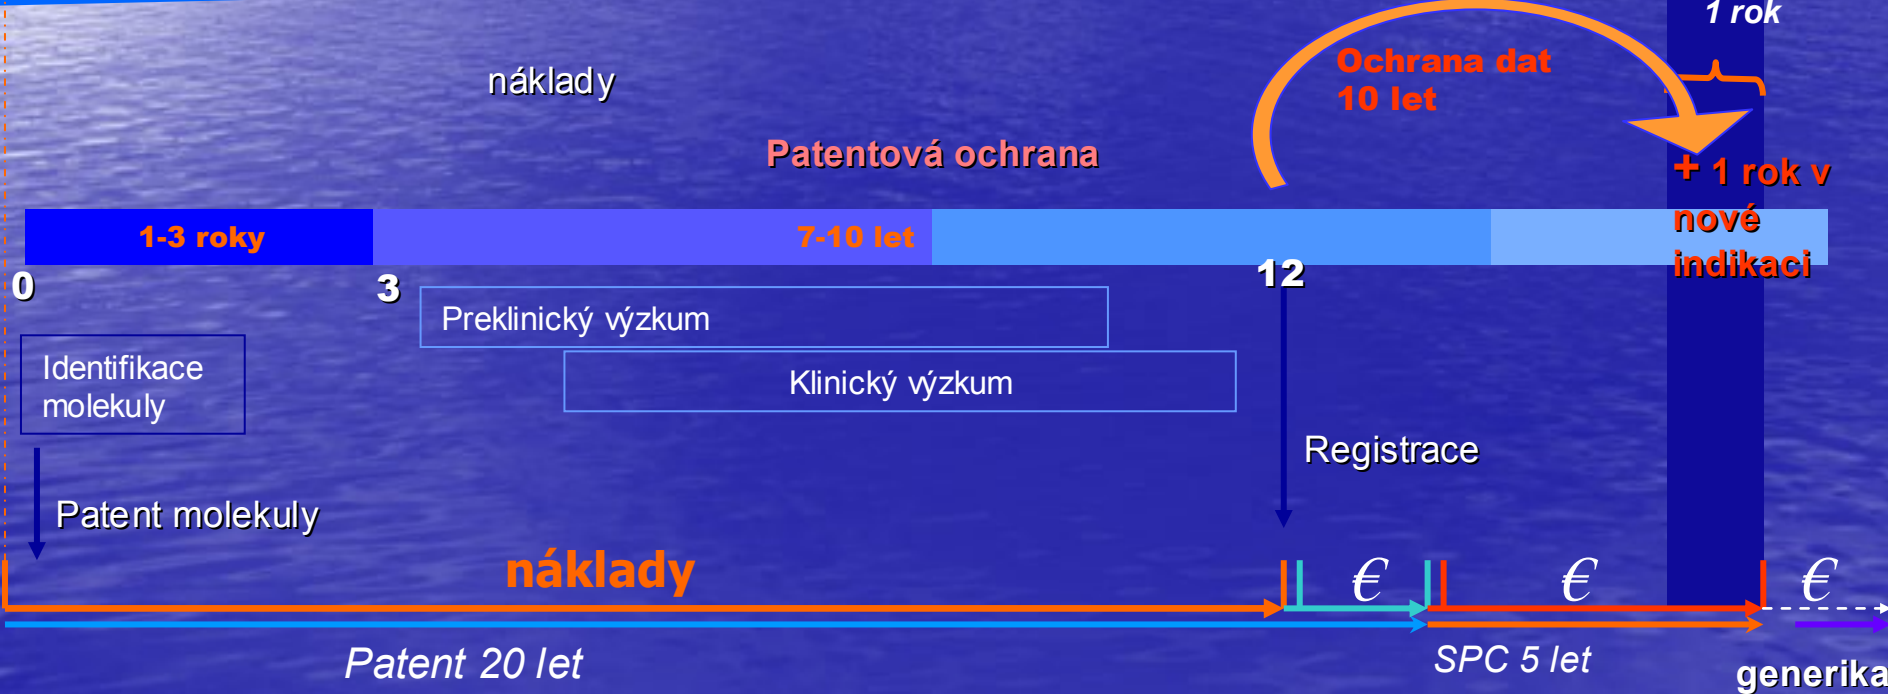 1 rok
náklady
Ochrana dat
10 let
Patentová ochrana
+ 1 rok v
nové
indikaci
1-3 roky
7-10 let
0
3
12
Preklinický výzkum
Identifikace
molekuly
Klinický výzkum
Registrace
Patent molekuly
náklady
€
€
€
Patent 20 let
SPC 5 let
generika